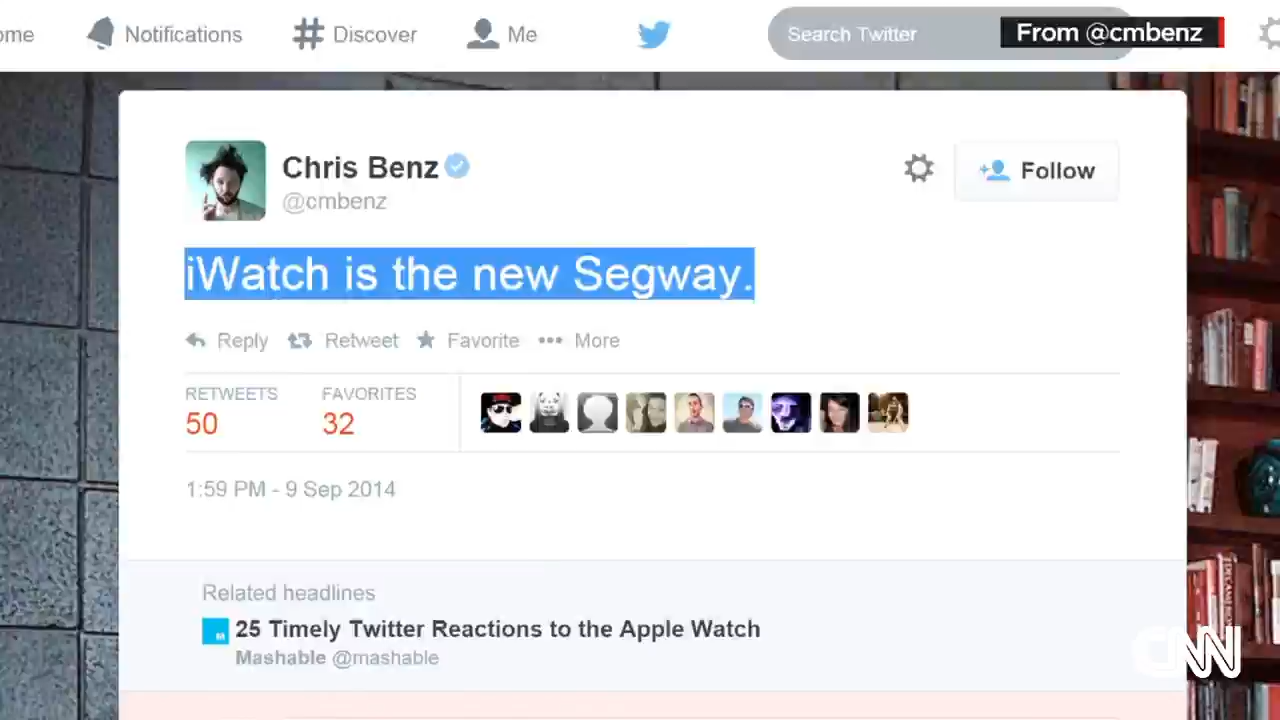 ome Notifications Discover Me Search Twitter From @cmbenz
Chris Benz
@cmbenz
Follow
iWatch is the new Segway.
Reply Retweet Favorite More
RETWEETS FAVORITES
50 32
1:59 PM - 9 Sep 2014
Related headlines
25 Timely Twitter Reactions to the Apple Watch
Mashable @mashable
CNN